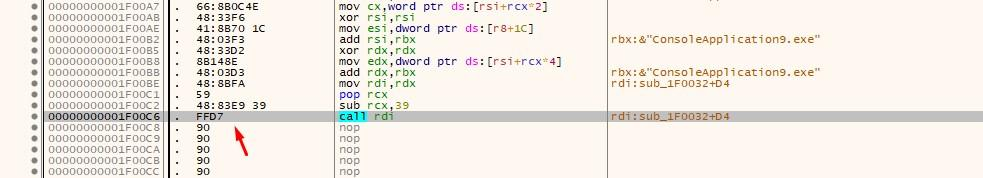 00000000001F00A7 . 66:8B0C4E mov cx,word ptr ds:[rsi+rcx*2]
00000000001F00AB . 48:33F6 xor rsi,rsi
00000000001F00AE . 41:8B70 1C mov esi,dword ptr ds:[r8+1C]
00000000001F00B2 . 48:03F3 add rsi,rbx rbx:&"ConsoleApplication9.exe"
00000000001F00B5 . 48:33D2 xor rdx,rdx
00000000001F00B8 . 8B148E mov edx,dword ptr ds:[rsi+rcx*4]
00000000001F00BB . 48:03D3 add rdx,rbx rbx:&"ConsoleApplication9.exe"
00000000001F00BE . 48:8BFA mov rdi,rdx rdi:sub_1F0032+D4
00000000001F00C1 . 59 pop rcx
00000000001F00C2 . 48:83E9 39 sub rcx,39
00000000001F00C6 . FFD7 call rdi rdi:sub_1F0032+D4
00000000001F00C8 . 90 nop
00000000001F00C9 . 90 nop
00000000001F00CA . 90 nop
00000000001F00CB . 90 nop
00000000001F00CC . 90 nop